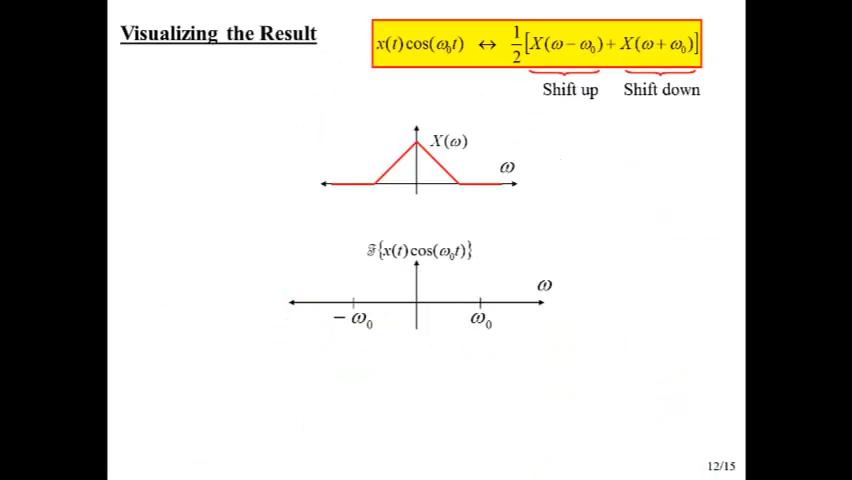 Visualizing the Result
x(t)cos(ω₀t) ↔ 1/2[X(ω − ω₀) + X(ω + ω₀)]
Shift up Shift down
X(ω)
ω
ℑ{x(t)cos(ω₀t)}
ω
− ω₀ ω₀
12/15